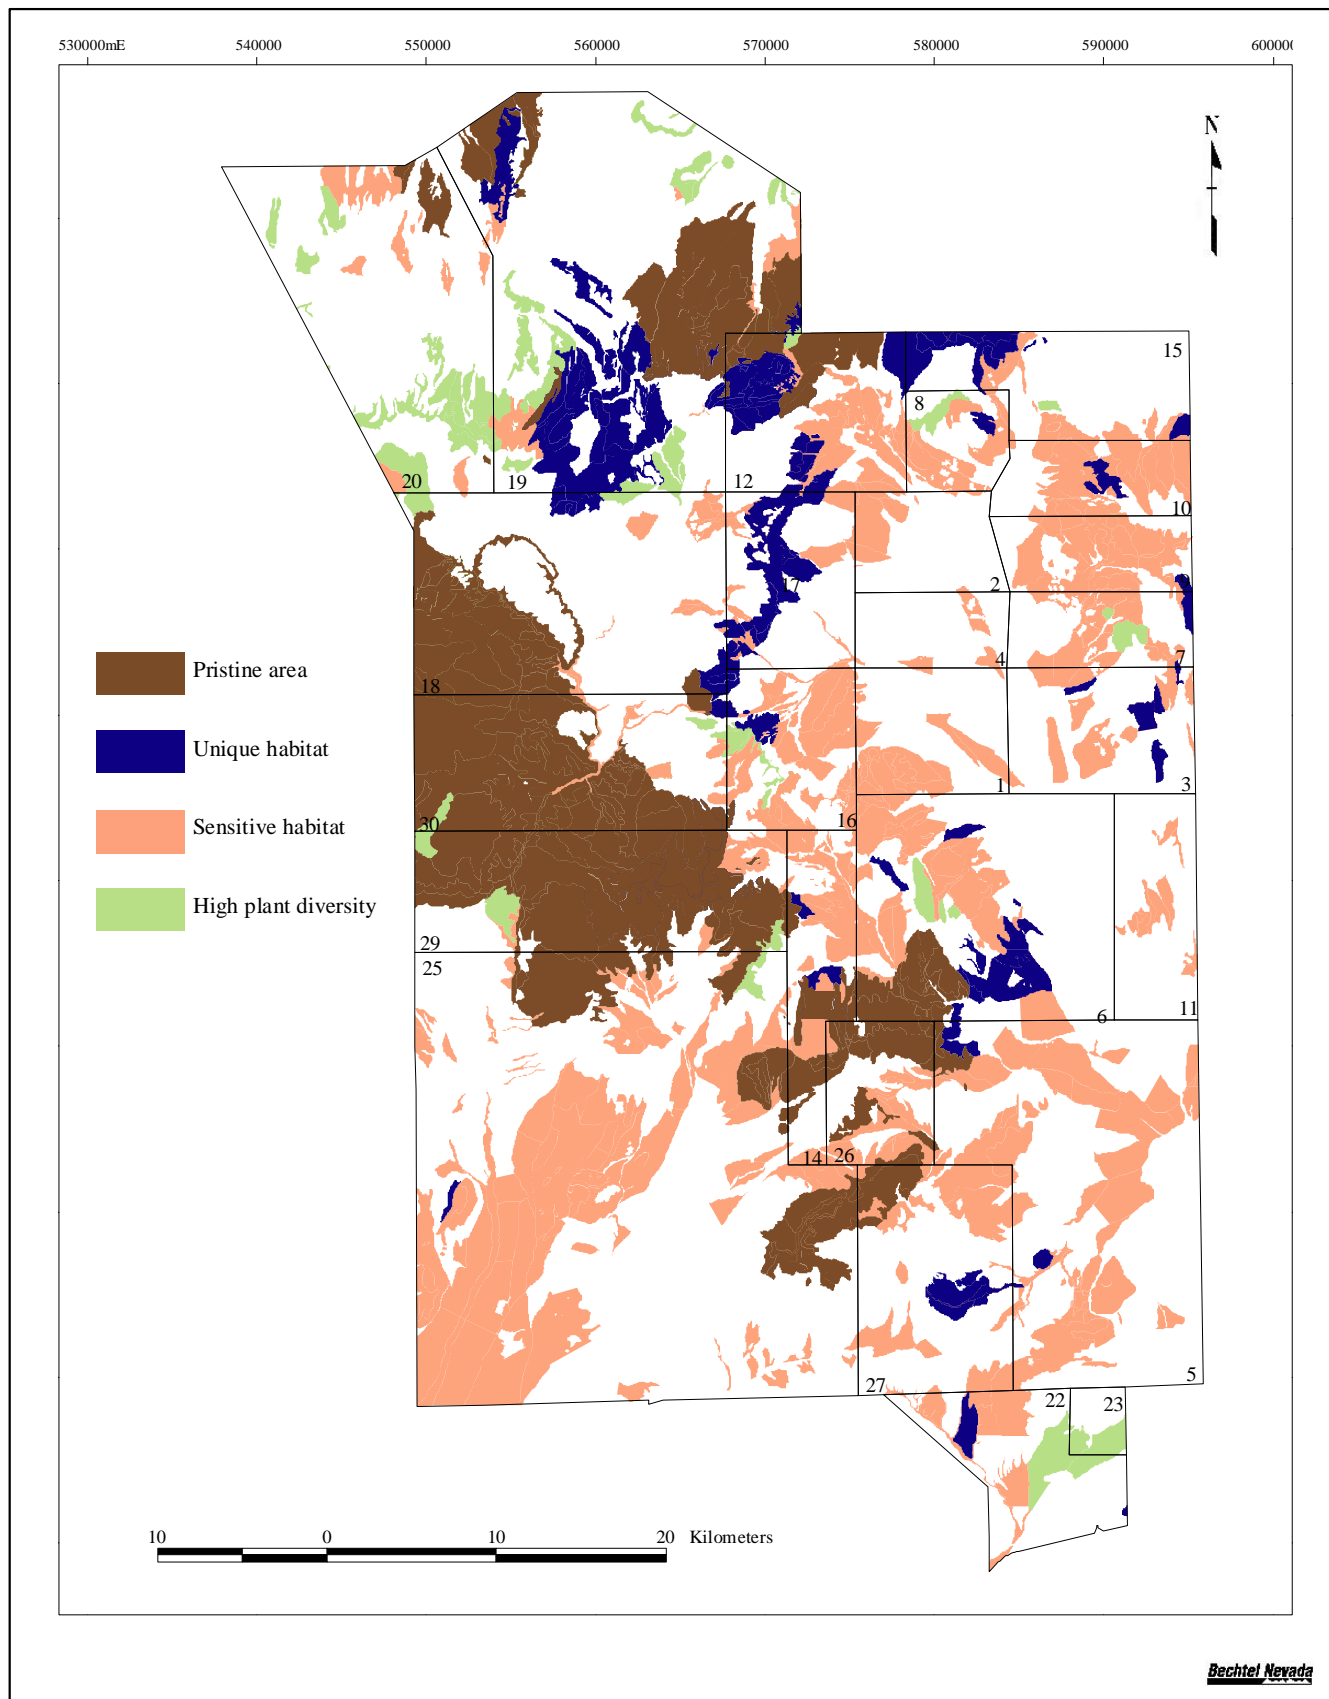 530000mE 540000 550000 560000 570000 580000 590000 60000
N
15
8
20 19 12
10
17 2 9
4 7
18
1 3
30 16
29
25
6 11
14 26
27 5
22 23
Pristine area
Unique habitat
Sensitive habitat
High plant diversity
10 0 10 20 Kilometers
Bechtel Nevada